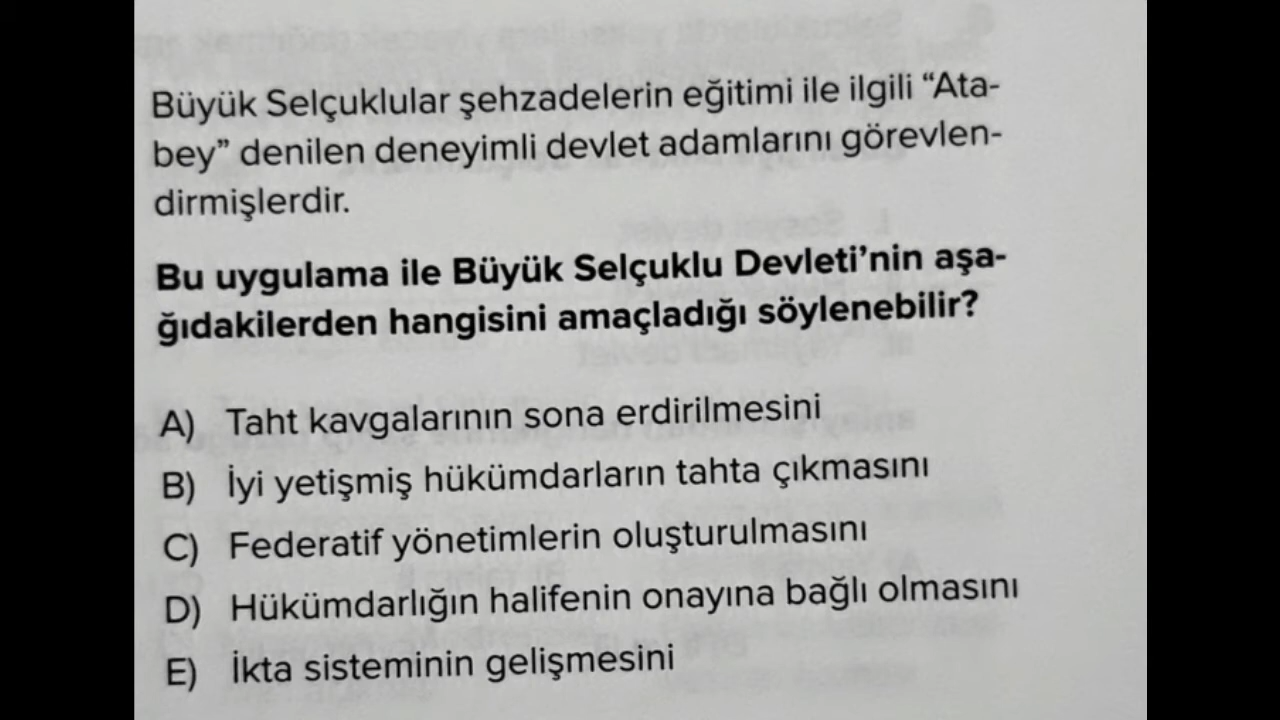 Büyük Selçuklular şehzadelerin eğitimi ile ilgili “Ata-
bey” denilen deneyimli devlet adamlarını görevlen-
dirmişlerdir.
Bu uygulama ile Büyük Selçuklu Devleti’nin aşa-
ğıdakilerden hangisini amaçladığı söylenebilir?
A) Taht kavgalarının sona erdirilmesini
B) İyi yetişmiş hükümdarların tahta çıkmasını
C) Federatif yönetimlerin oluşturulmasını
D) Hükümdarlığın halifenin onayına bağlı olmasını
E) İkta sisteminin gelişmesini